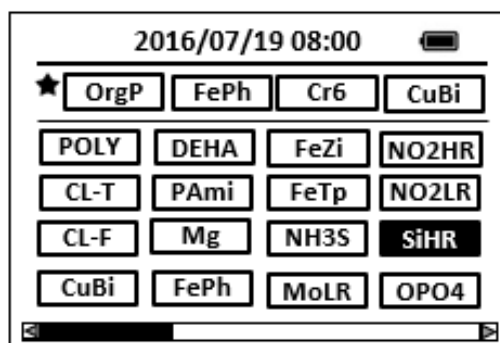 2016/07/19 08:00
OrgP FePh Cr6 CuBi
POLY DEHA FeZi NO2HR
CL-T PAmi FeTp NO2LR
CL-F Mg NH3S SiHR
CuBi FePh MoLR OPO4